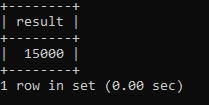 +--------+
| result |
+--------+
|  15000 |
+--------+
1 row in set (0.00 sec)